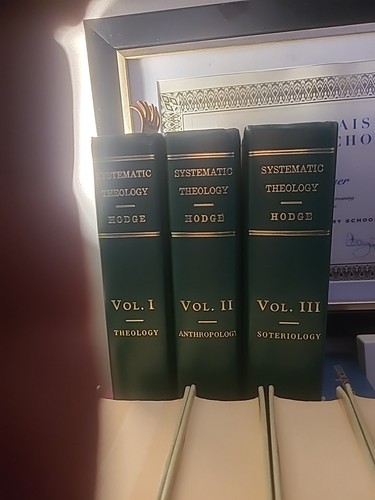 SYSTEMATIC
THEOLOGY
HODGE
VOL. I
THEOLOGY
SYSTEMATIC
THEOLOGY
HODGE
VOL. II
ANTHROPOLOGY
SYSTEMATIC
THEOLOGY
HODGE
VOL. III
SOTERIOLOGY